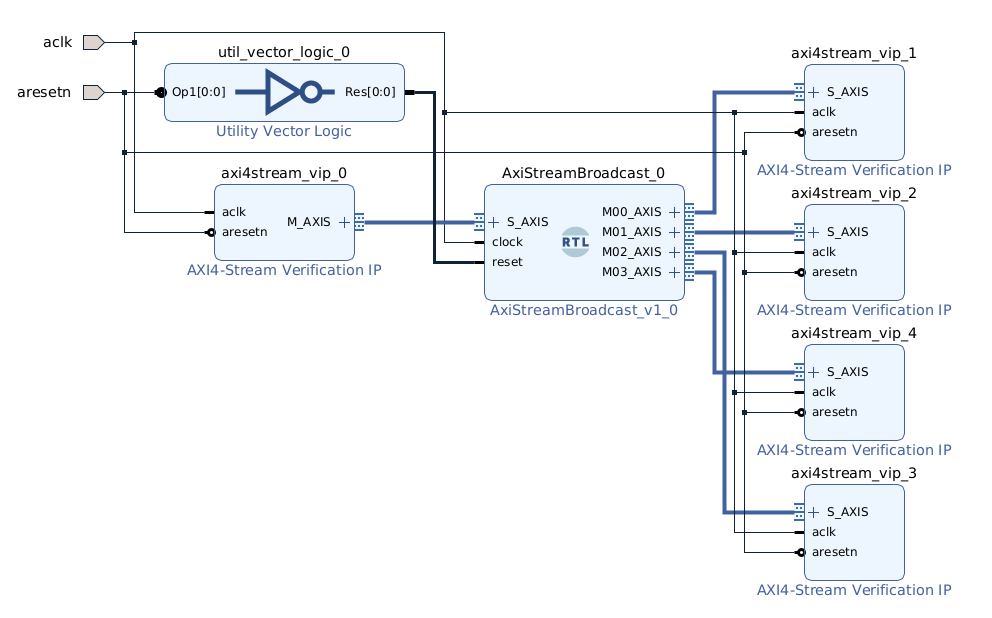 aclk
aresetn
util_vector_logic_0
Op1[0:0]
Res[0:0]
Utility Vector Logic
axi4stream_vip_0
aclk
aresetn
M_AXIS
AXI4-Stream Verification IP
AxiStreamBroadcast_0
S_AXIS
clock
reset
RTL
M00_AXIS
M01_AXIS
M02_AXIS
M03_AXIS
AxiStreamBroadcast_v1_0
axi4stream_vip_1
S_AXIS
aclk
aresetn
AXI4-Stream Verification IP
axi4stream_vip_2
S_AXIS
aclk
aresetn
AXI4-Stream Verification IP
axi4stream_vip_4
S_AXIS
aclk
aresetn
AXI4-Stream Verification IP
axi4stream_vip_3
S_AXIS
aclk
aresetn
AXI4-Stream Verification IP